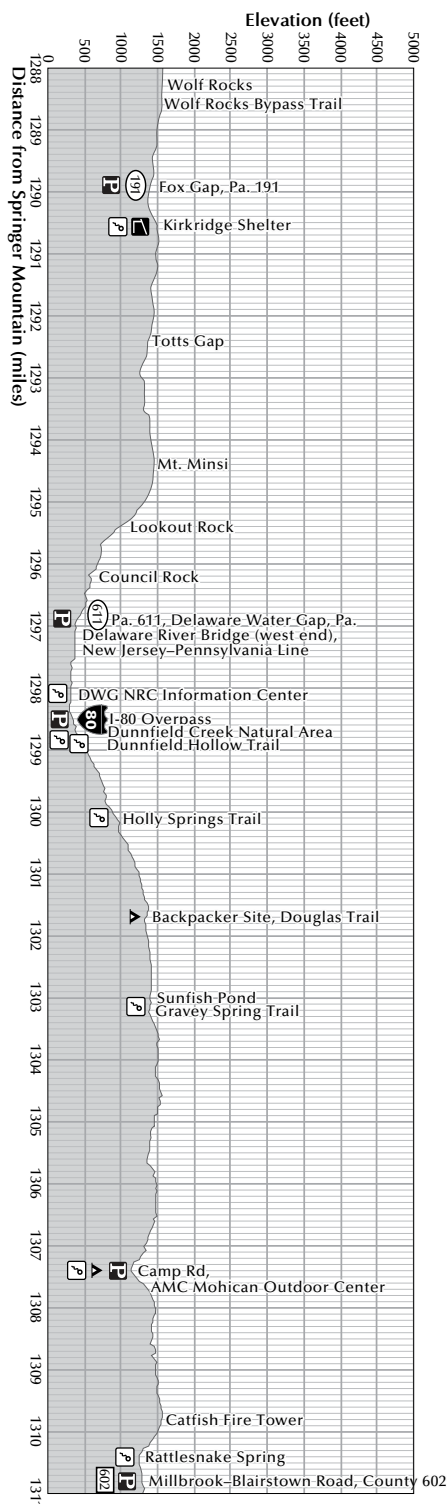 Elevation (feet)
0 500 1000 1500 2000 2500 3000 3500 4000 4500 5000
Distance from Springer Mountain (miles)
1288
Wolf Rocks
Wolf Rocks Bypass Trail
1289
1290
P 191 Fox Gap, Pa. 191
Kirkridge Shelter
1291
1292
Totts Gap
1293
1294
Mt. Minsi
1295
Lookout Rock
1296
Council Rock
P 611 Pa. 611, Delaware Water Gap, Pa.
1297
Delaware River Bridge (west end),
New Jersey–Pennsylvania Line
1298
DWG NRC Information Center
P 80 I-80 Overpass
Dunnfield Creek Natural Area
1299
Dunnfield Hollow Trail
1300
Holly Springs Trail
1301
Backpacker Site, Douglas Trail
1302
1303
Sunfish Pond
Gravey Spring Trail
1304
1305
1306
1307
P Camp Rd,
AMC Mohican Outdoor Center
1308
1309
Catfish Fire Tower
1310
Rattlesnake Spring
602 P Millbrook–Blairstown Road, County 602